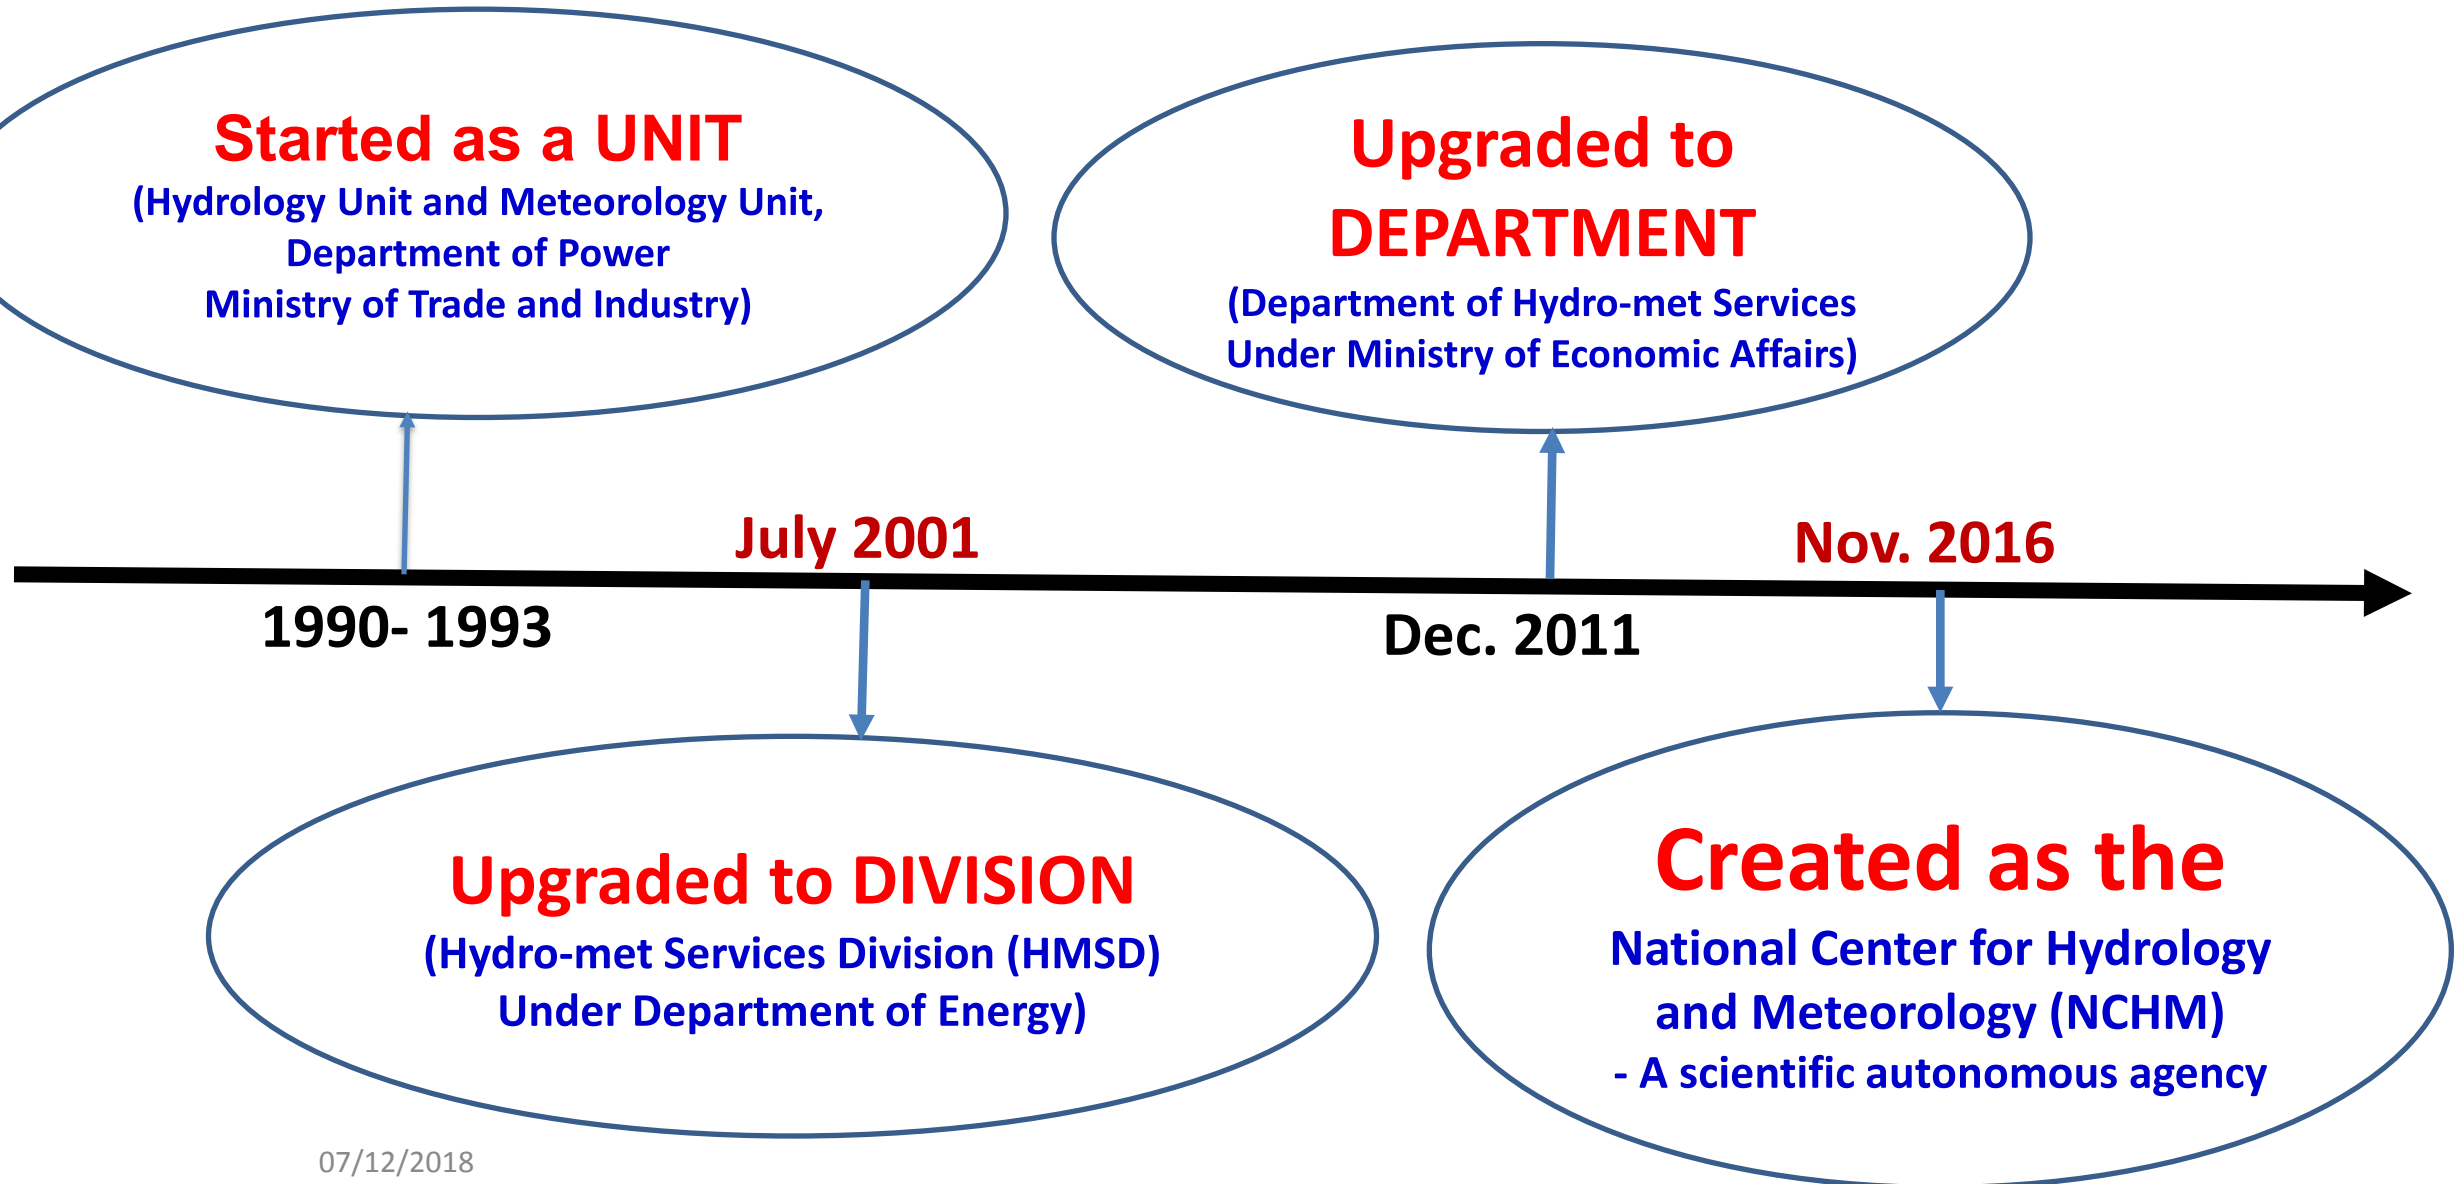 Started as a UNIT
(Hydrology Unit and Meteorology Unit,
Department of Power
Ministry of Trade and Industry)
Upgraded to
DEPARTMENT
(Department of Hydro-met Services
Under Ministry of Economic Affairs)
July 2001
Nov. 2016
1990- 1993
Dec. 2011
Upgraded to DIVISION
(Hydro-met Services Division (HMSD)
Under Department of Energy)
Created as the
National Center for Hydrology
and Meteorology (NCHM)
- A scientific autonomous agency
07/12/2018